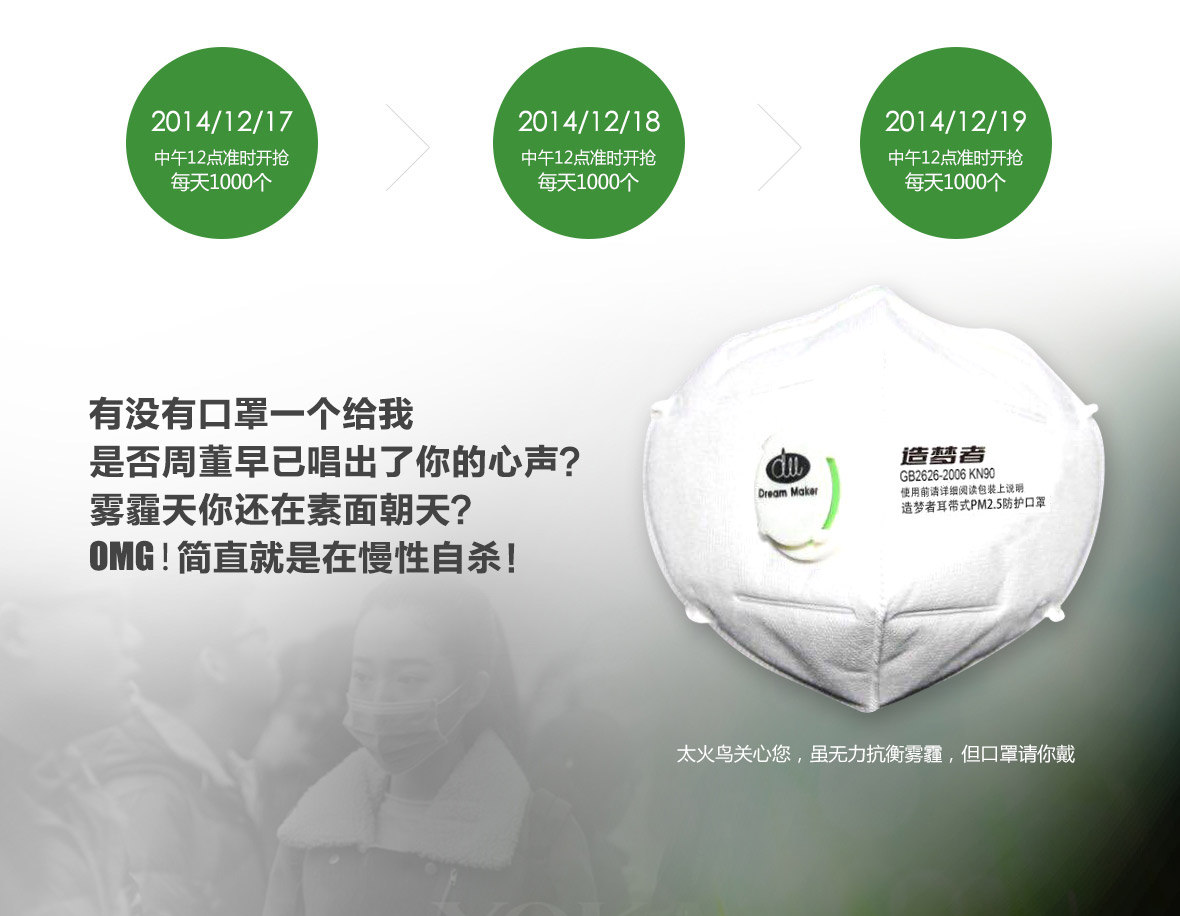 2014/12/17
中午12点准时开抢
每天1000个
2014/12/18
中午12点准时开抢
每天1000个
2014/12/19
中午12点准时开抢
每天1000个
有没有口罩一个给我
是否周董早已唱出了你的心声?
雾霾天你还在素面朝天?
OMG!简直就是在慢性自杀!
du
Dream Maker
造梦者
GB2626-2006 KN90
使用前请详细阅读包装上说明
造梦者耳带式PM2.5防护口罩
太火鸟关心您，虽无力抗衡雾霾，但口罩请你戴